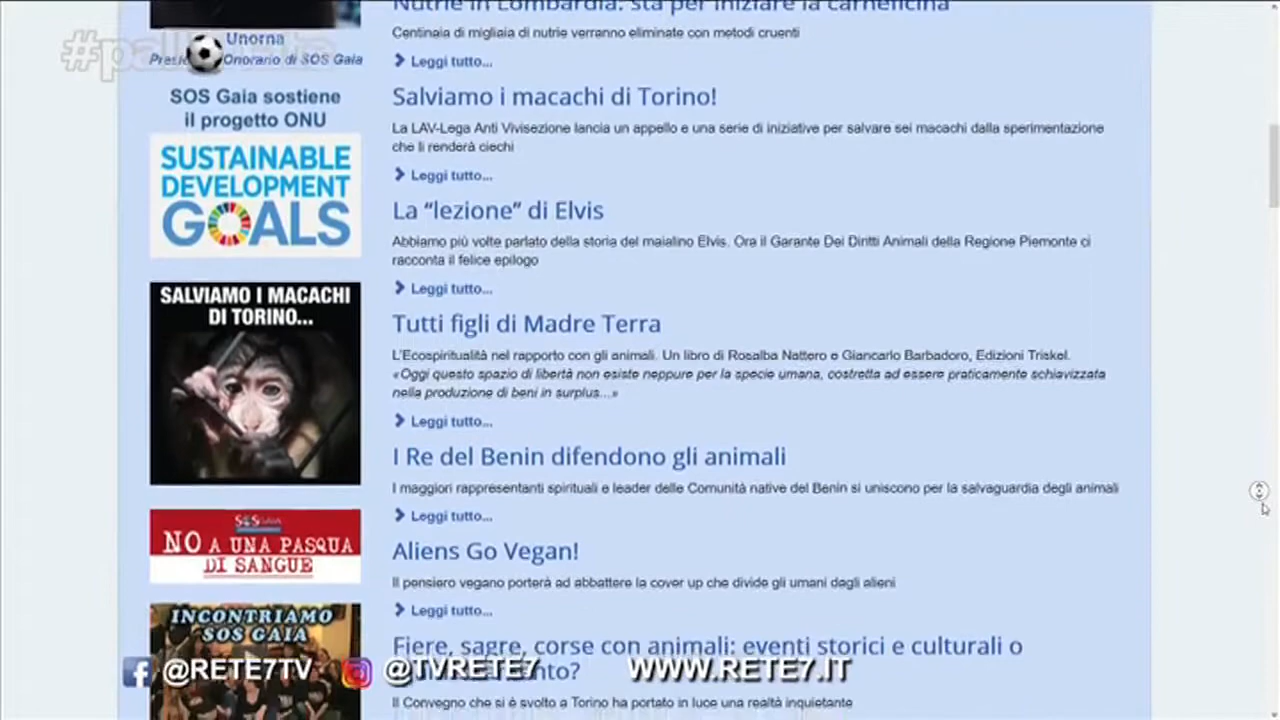 Unorna
Onorario di SOS Gaia
SOS Gaia sostiene
il progetto ONU
SUSTAINABLE
DEVELOPMENT
GOALS
SALVIAMO I MACACHI
DI TORINO...
SOS GAIA
NO A UNA PASQUA
DI SANGUE
INCONTRIAMO
SOS GAIA
Nutrie in Lombardia: sta per iniziare la carneficina
Centinaia di migliaia di nutrie verranno eliminate con metodi cruenti
Leggi tutto...
Salviamo i macachi di Torino!
La LAV-Lega Anti Vivisezione lancia un appello e una serie di iniziative per salvare sei macachi dalla sperimentazione
che li renderà ciechi
Leggi tutto...
La “lezione” di Elvis
Abbiamo più volte parlato della storia del maialino Elvis. Ora il Garante Dei Diritti Animali della Regione Piemonte ci
racconta il felice epilogo
Leggi tutto...
Tutti figli di Madre Terra
L'Ecospiritualità nel rapporto con gli animali. Un libro di Rosalba Nattero e Giancarlo Barbadoro, Edizioni Triskel.
«Oggi questo spazio di libertà non esiste neppure per la specie umana, costretta ad essere praticamente schiavizzata
nella produzione di beni in surplus...»
Leggi tutto...
I Re del Benin difendono gli animali
I maggiori rappresentanti spirituali e leader delle Comunità native del Benin si uniscono per la salvaguardia degli animali
Leggi tutto...
Aliens Go Vegan!
Il pensiero vegano porterà ad abbattere la cover up che divide gli umani dagli alieni
Leggi tutto...
Fiere, sagre, corse con animali: eventi storici e culturali o
Il Convegno che si è svolto a Torino ha portato in luce una realtà inquietante
@RETE7TV @TVRETE7 WWW.RETE7.IT